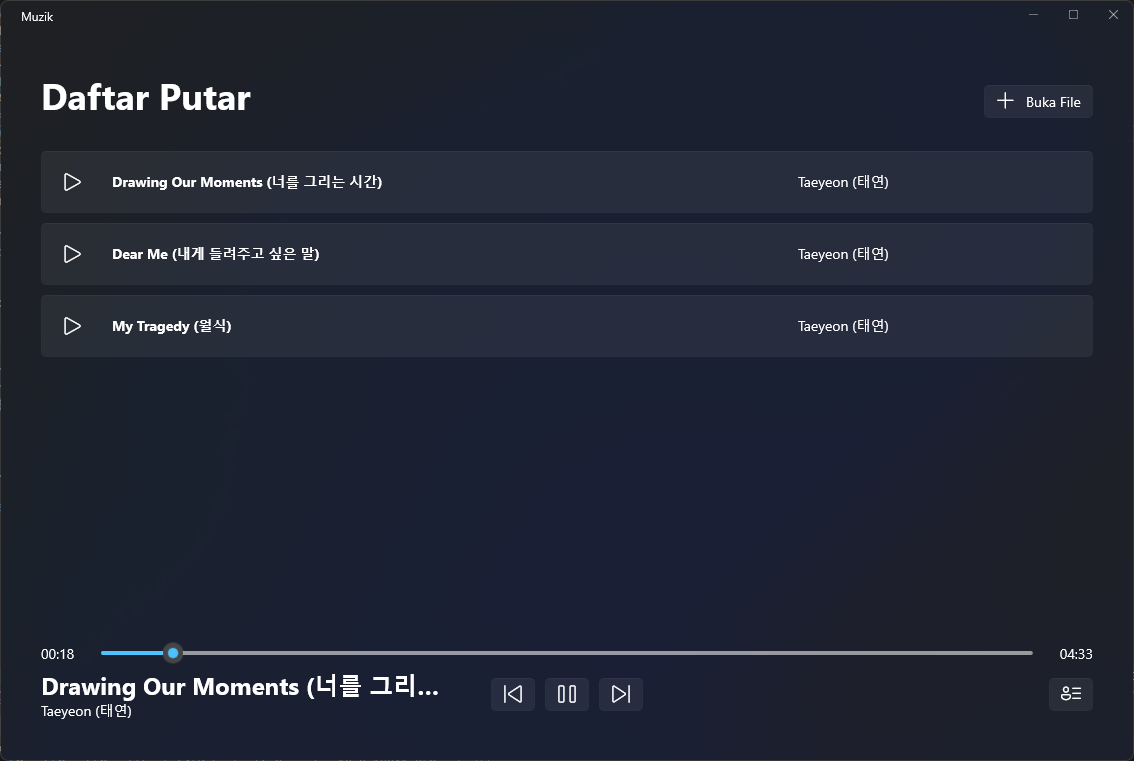 Muzik
Daftar Putar
Buka File
Drawing Our Moments (너를 그리는 시간)
Taeyeon (태연)
Dear Me (내게 들려주고 싶은 말)
Taeyeon (태연)
My Tragedy (월식)
Taeyeon (태연)
00:18
04:33
Drawing Our Moments (너를 그리...
Taeyeon (태연)